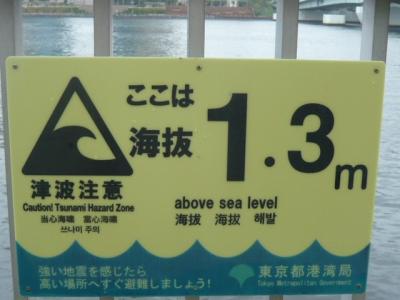 ここは
海抜 1.3m
津波注意
Caution! Tsunami Hazard Zone
当心海啸 當心海嘯
쓰나미 주의
above sea level
海拔 海拔 해발
強い地震を感じたら
高い場所へすぐ避難しましょう!
東京都港湾局
Tokyo Metropolitan Government